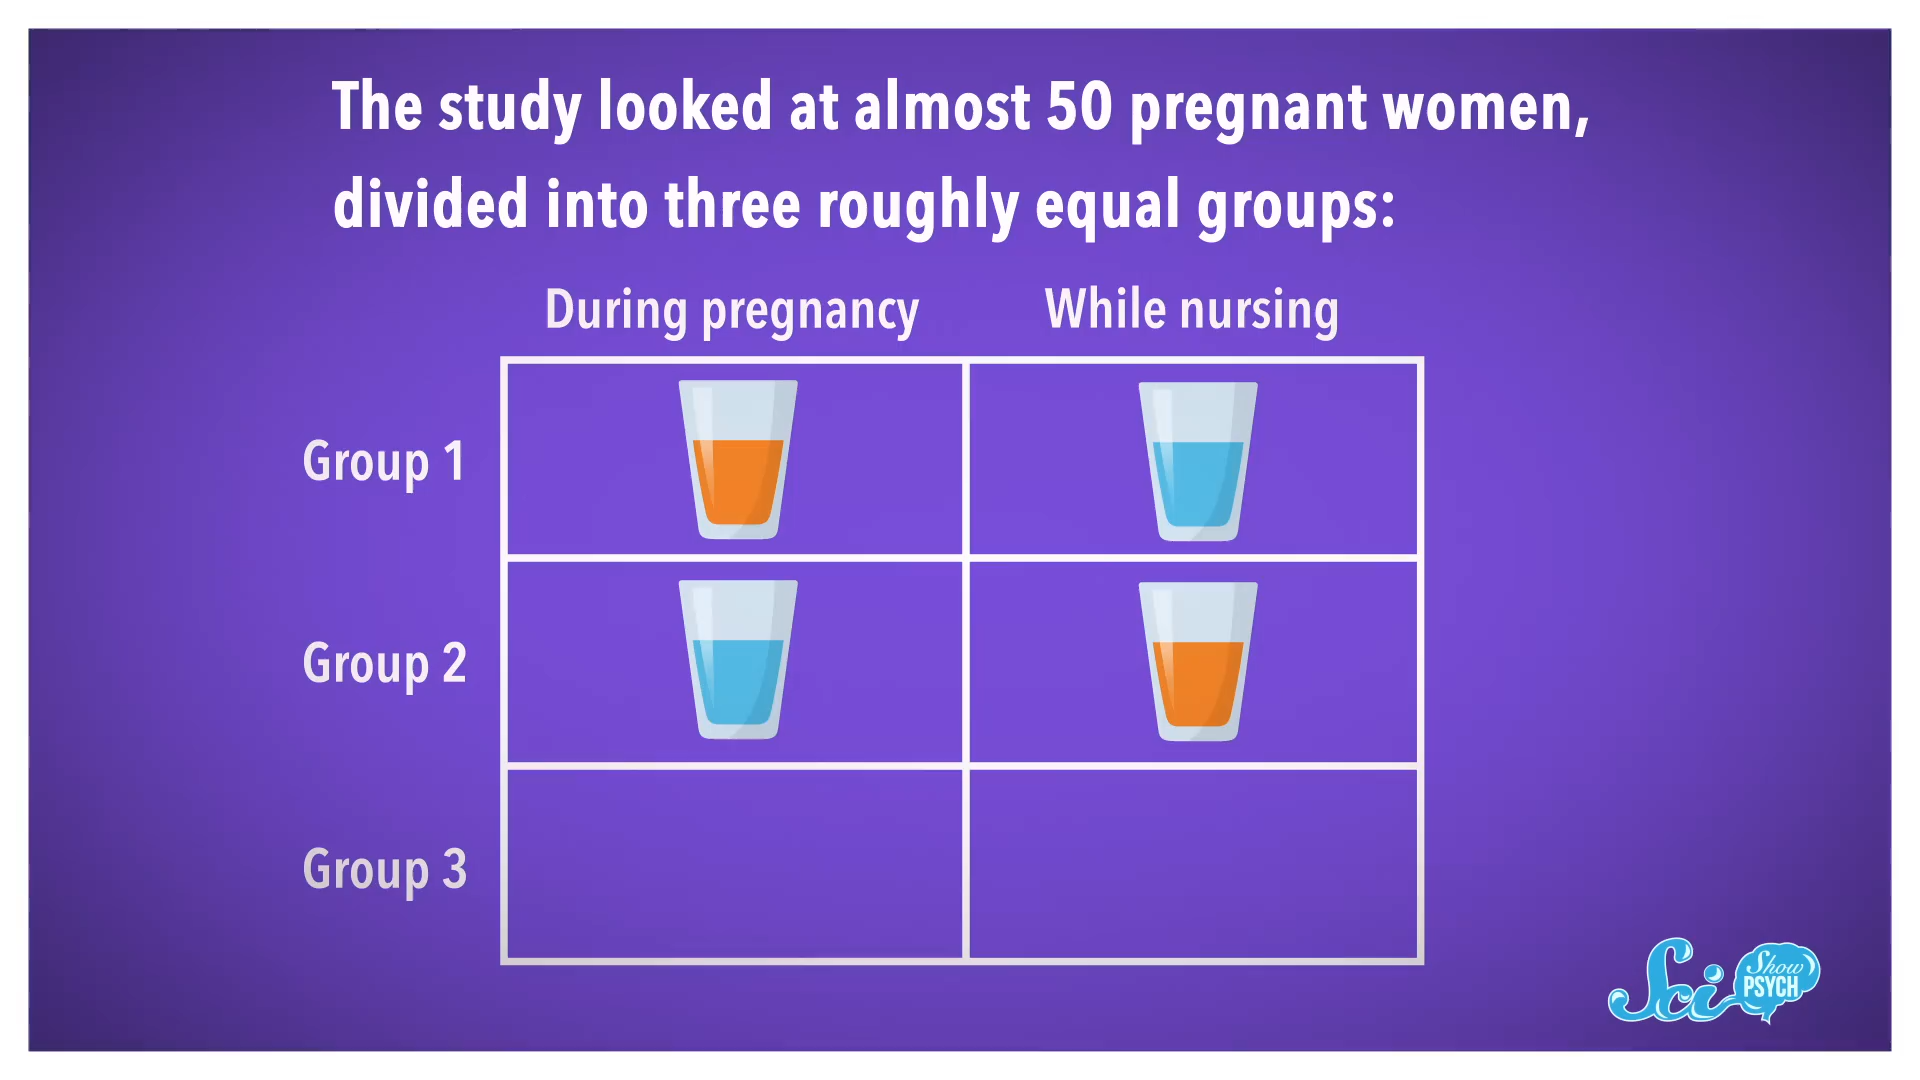 The study looked at almost 50 pregnant women,
divided into three roughly equal groups:
During pregnancy While nursing
Group 1
Group 2
Group 3
Sci Show
PSYCH